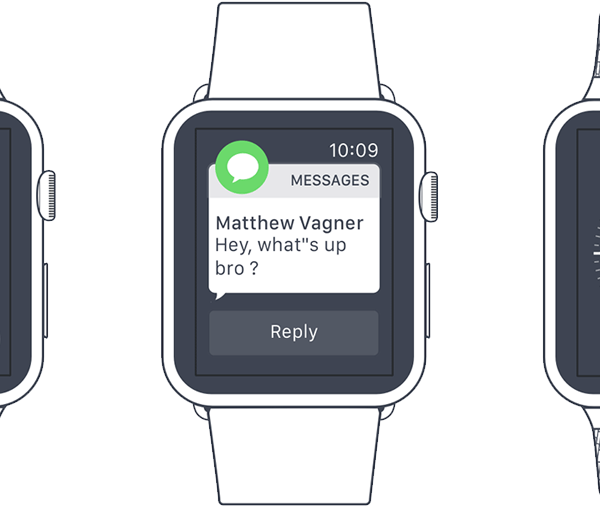 10:09
MESSAGES
Matthew Vagner
Hey, what"s up
bro ?
Reply